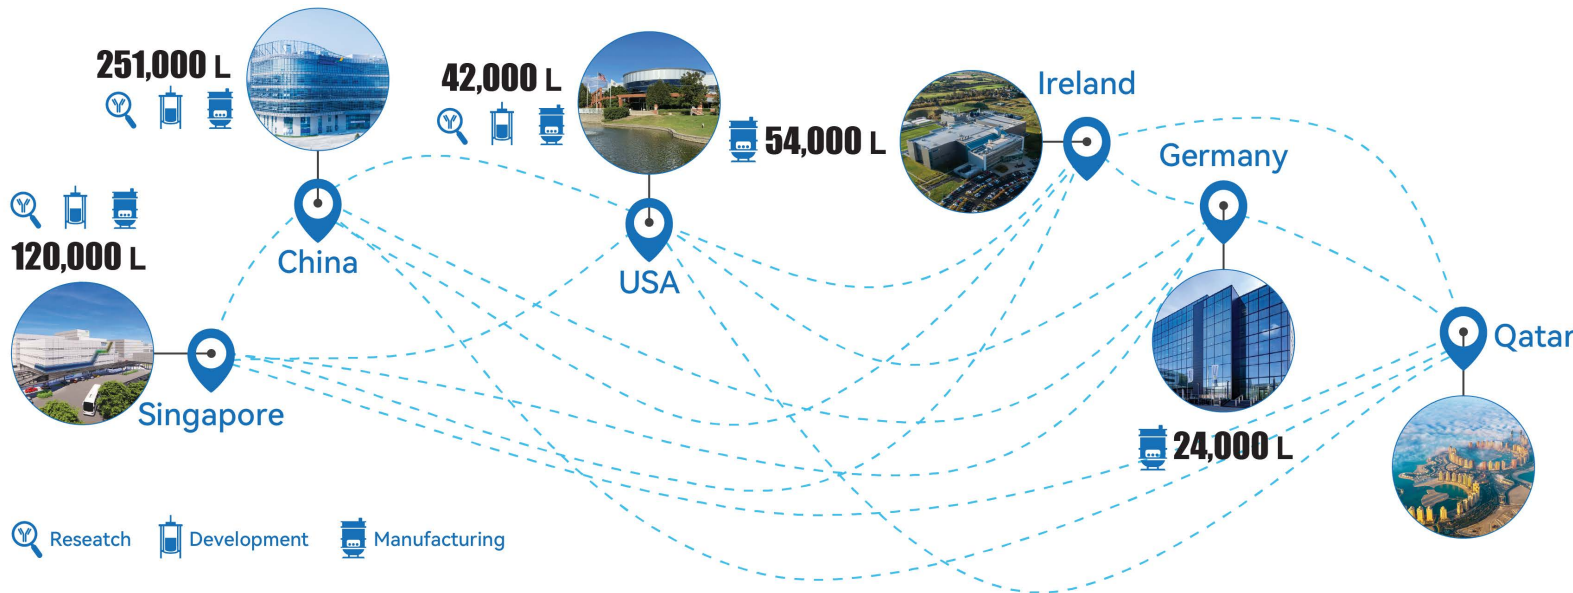 251,000 L
42,000 L
54,000 L
Ireland
Germany
120,000 L
China
USA
Qatar
Singapore
24,000 L
Reseatch
Development
Manufacturing